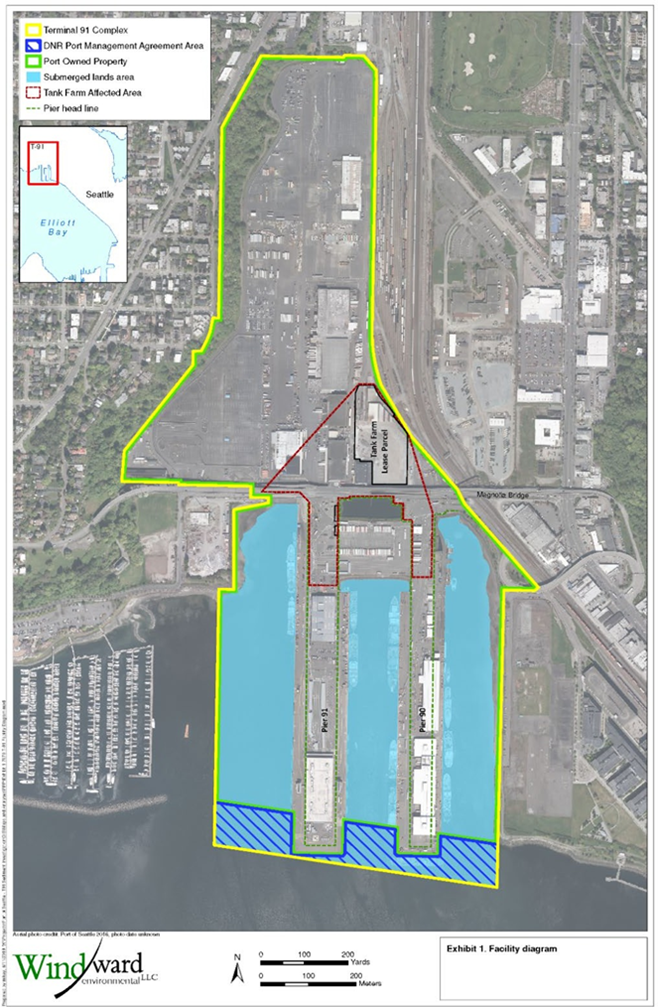 Terminal 91 Complex
DNR Port Management Agreement Area
Port Owned Property
Submerged lands area
Tank Farm Affected Area
Pier head line
T-91
Seattle
Elliott
Bay
Tank Farm
Lease Parcel
Magnolia Bridge
Pier 91
Pier 90
Aerial photo credit: Port of Seattle 2016, photo date unknown
Windward
environmental LLC
N
0 100 200
Yards
0 100 200
Meters
Exhibit 1. Facility diagram